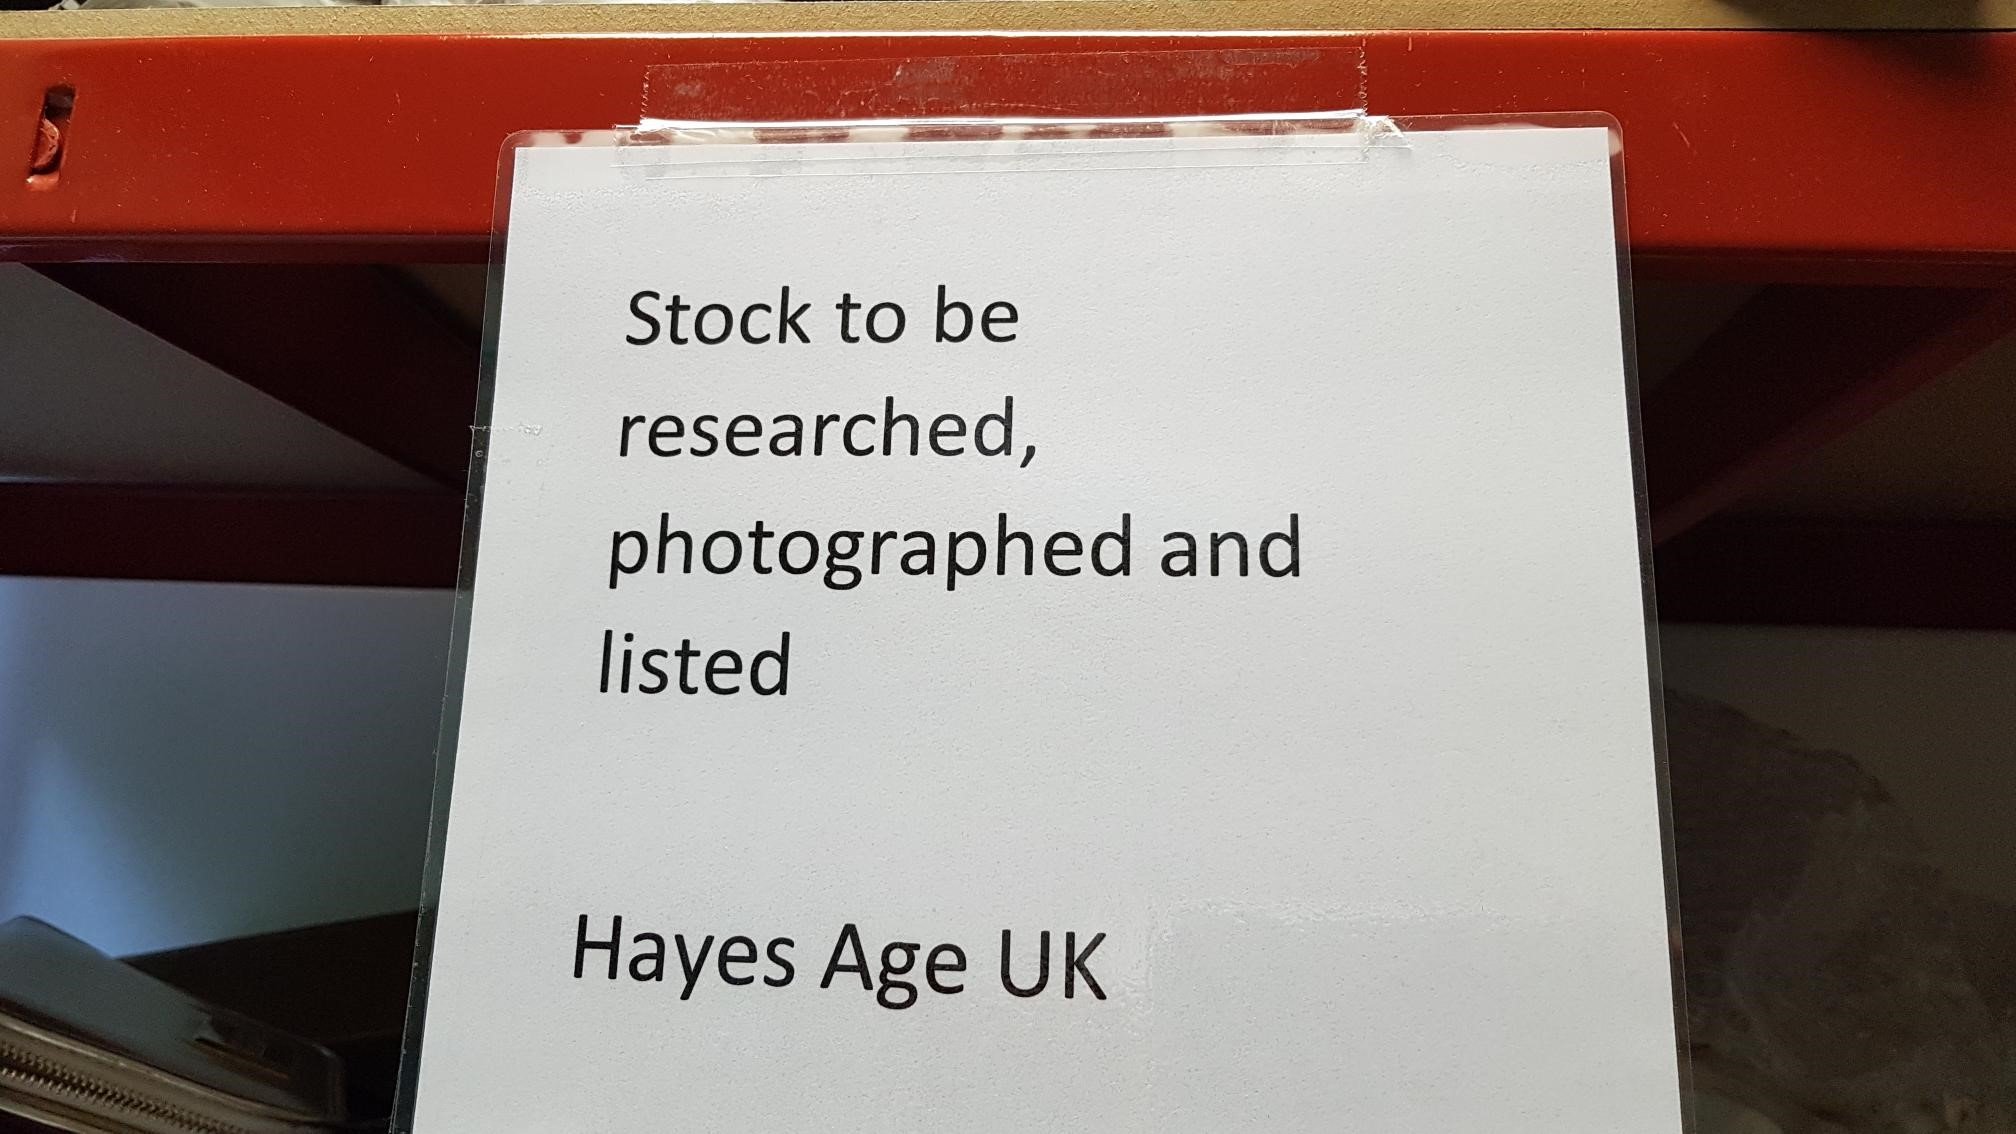 Stock to be
researched,
photographed and
listed
Hayes Age UK